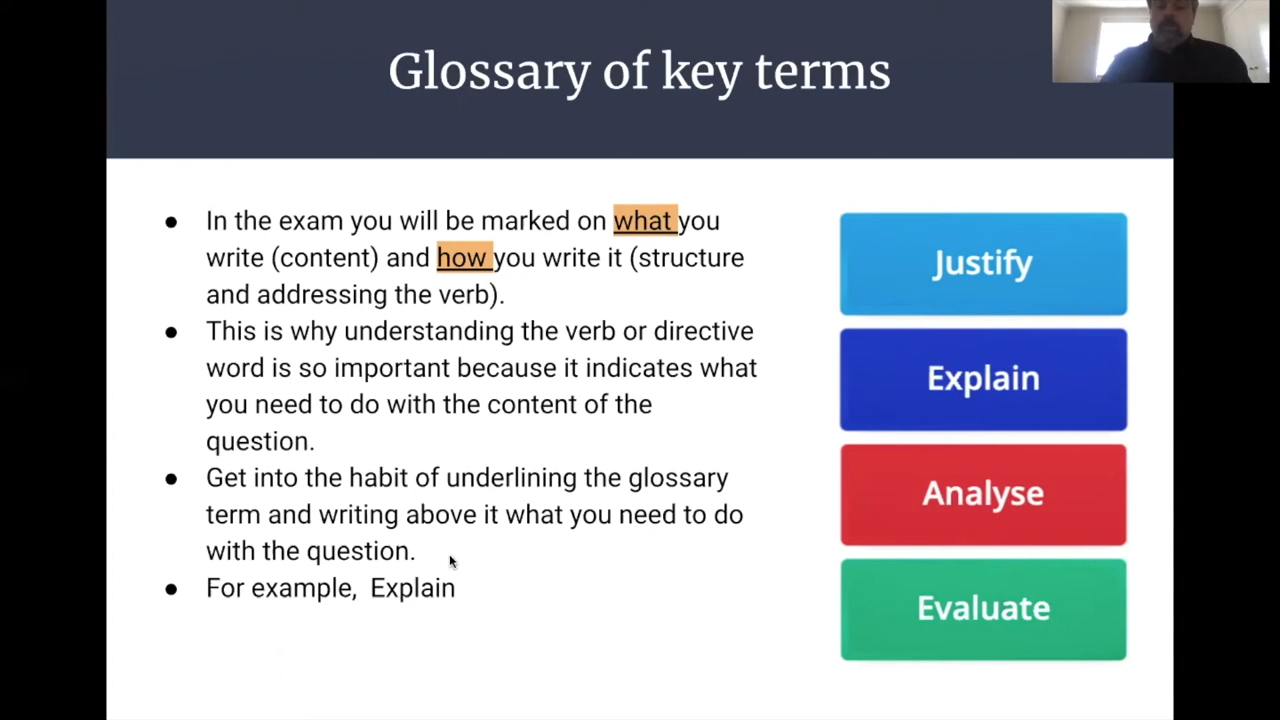 Glossary of key terms
● In the exam you will be marked on what you
write (content) and how you write it (structure
and addressing the verb).
● This is why understanding the verb or directive
word is so important because it indicates what
you need to do with the content of the
question.
● Get into the habit of underlining the glossary
term and writing above it what you need to do
with the question.
● For example,  Explain
Justify
Explain
Analyse
Evaluate